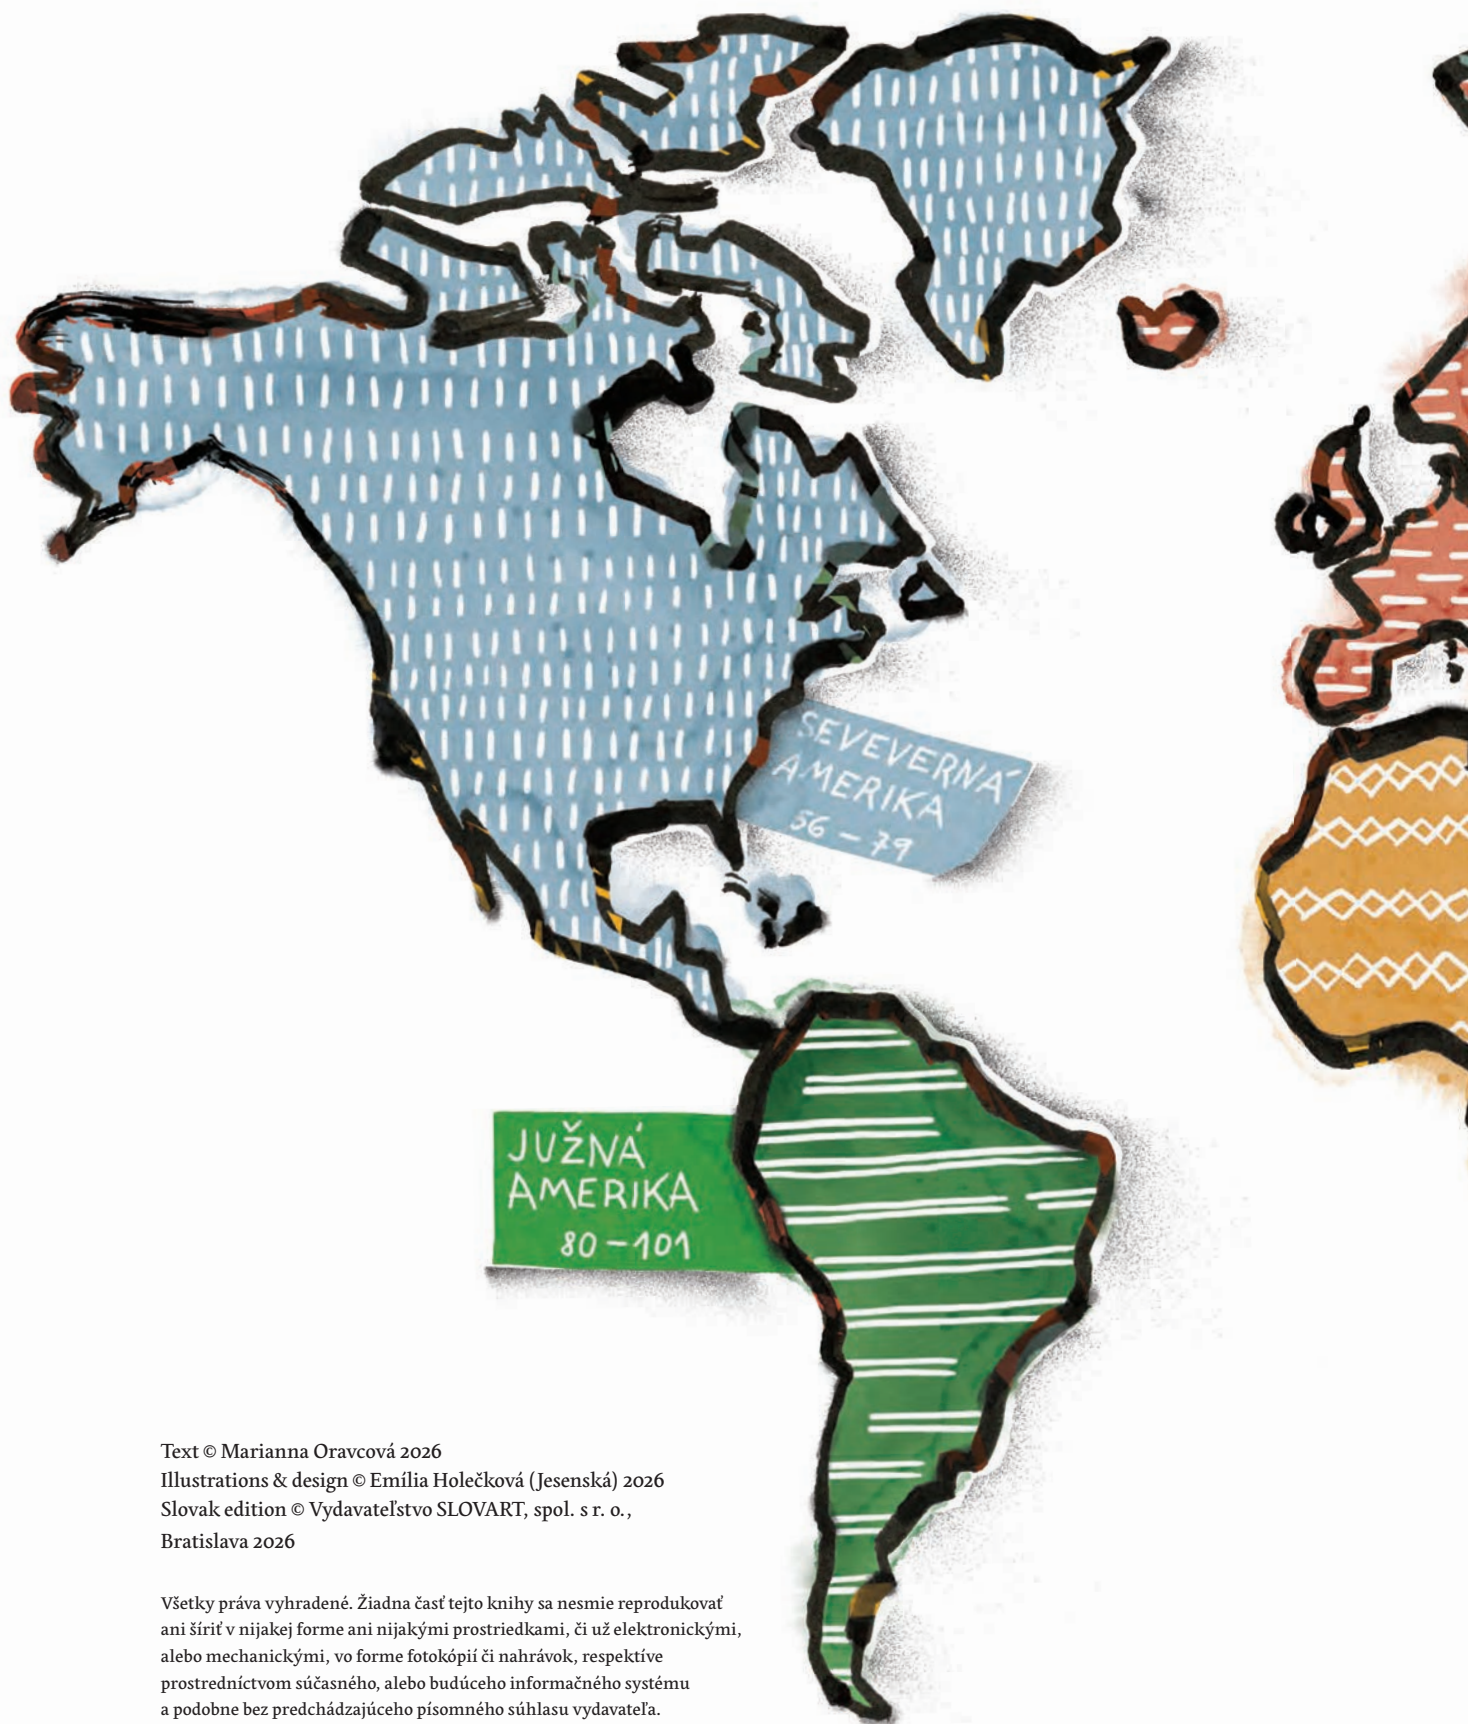 SEVEVERNÁ
AMERIKA
56 – 79
JUŽNÁ
AMERIKA
80 – 101
Text © Marianna Oravcová 2026
Illustrations & design © Emília Holečková (Jesenská) 2026
Slovak edition © Vydavateľstvo SLOVART, spol. s r. o.,
Bratislava 2026
Všetky práva vyhradené. Žiadna časť tejto knihy sa nesmie reprodukovať
ani šíriť v nijakej forme ani nijakými prostriedkami, či už elektronickými,
alebo mechanickými, vo forme fotokópií či nahrávok, respektíve
prostredníctvom súčasného, alebo budúceho informačného systému
a podobne bez predchádzajúceho písomného súhlasu vydavateľa.